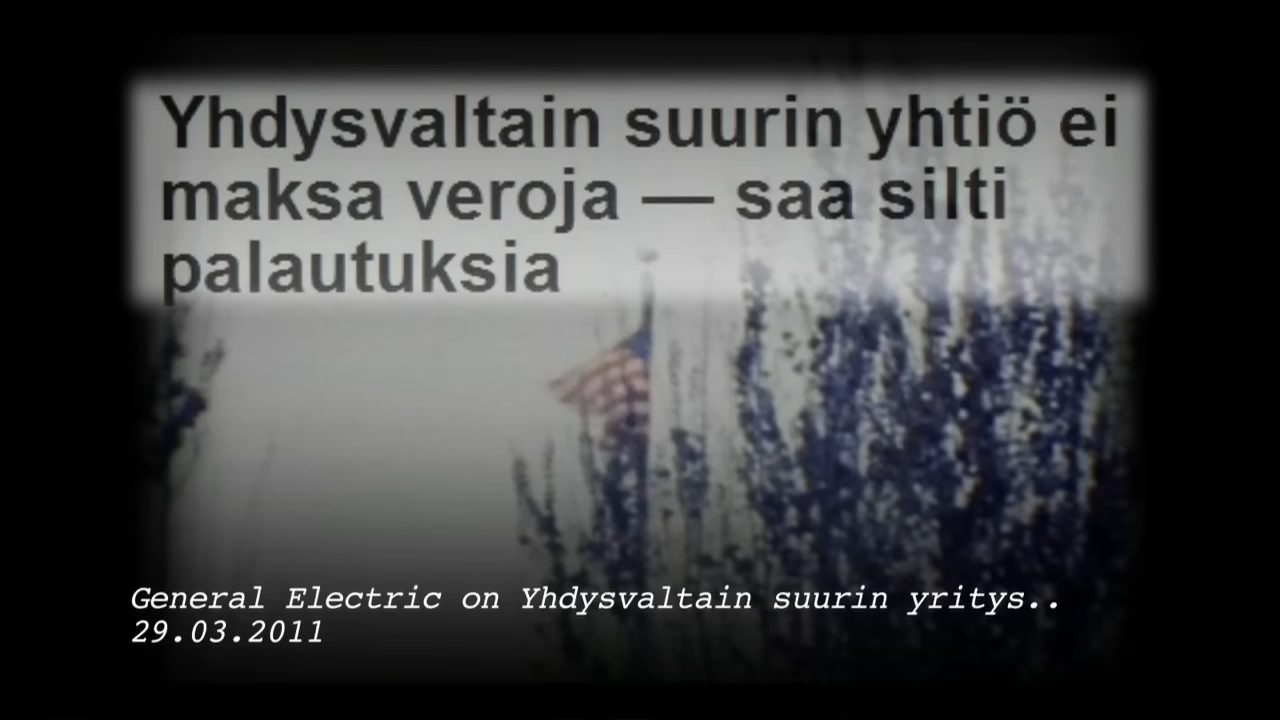 Yhdysvaltain suurin yhtiö ei
maksa veroja — saa silti
palautuksia
General Electric on Yhdysvaltain suurin yritys..
29.03.2011